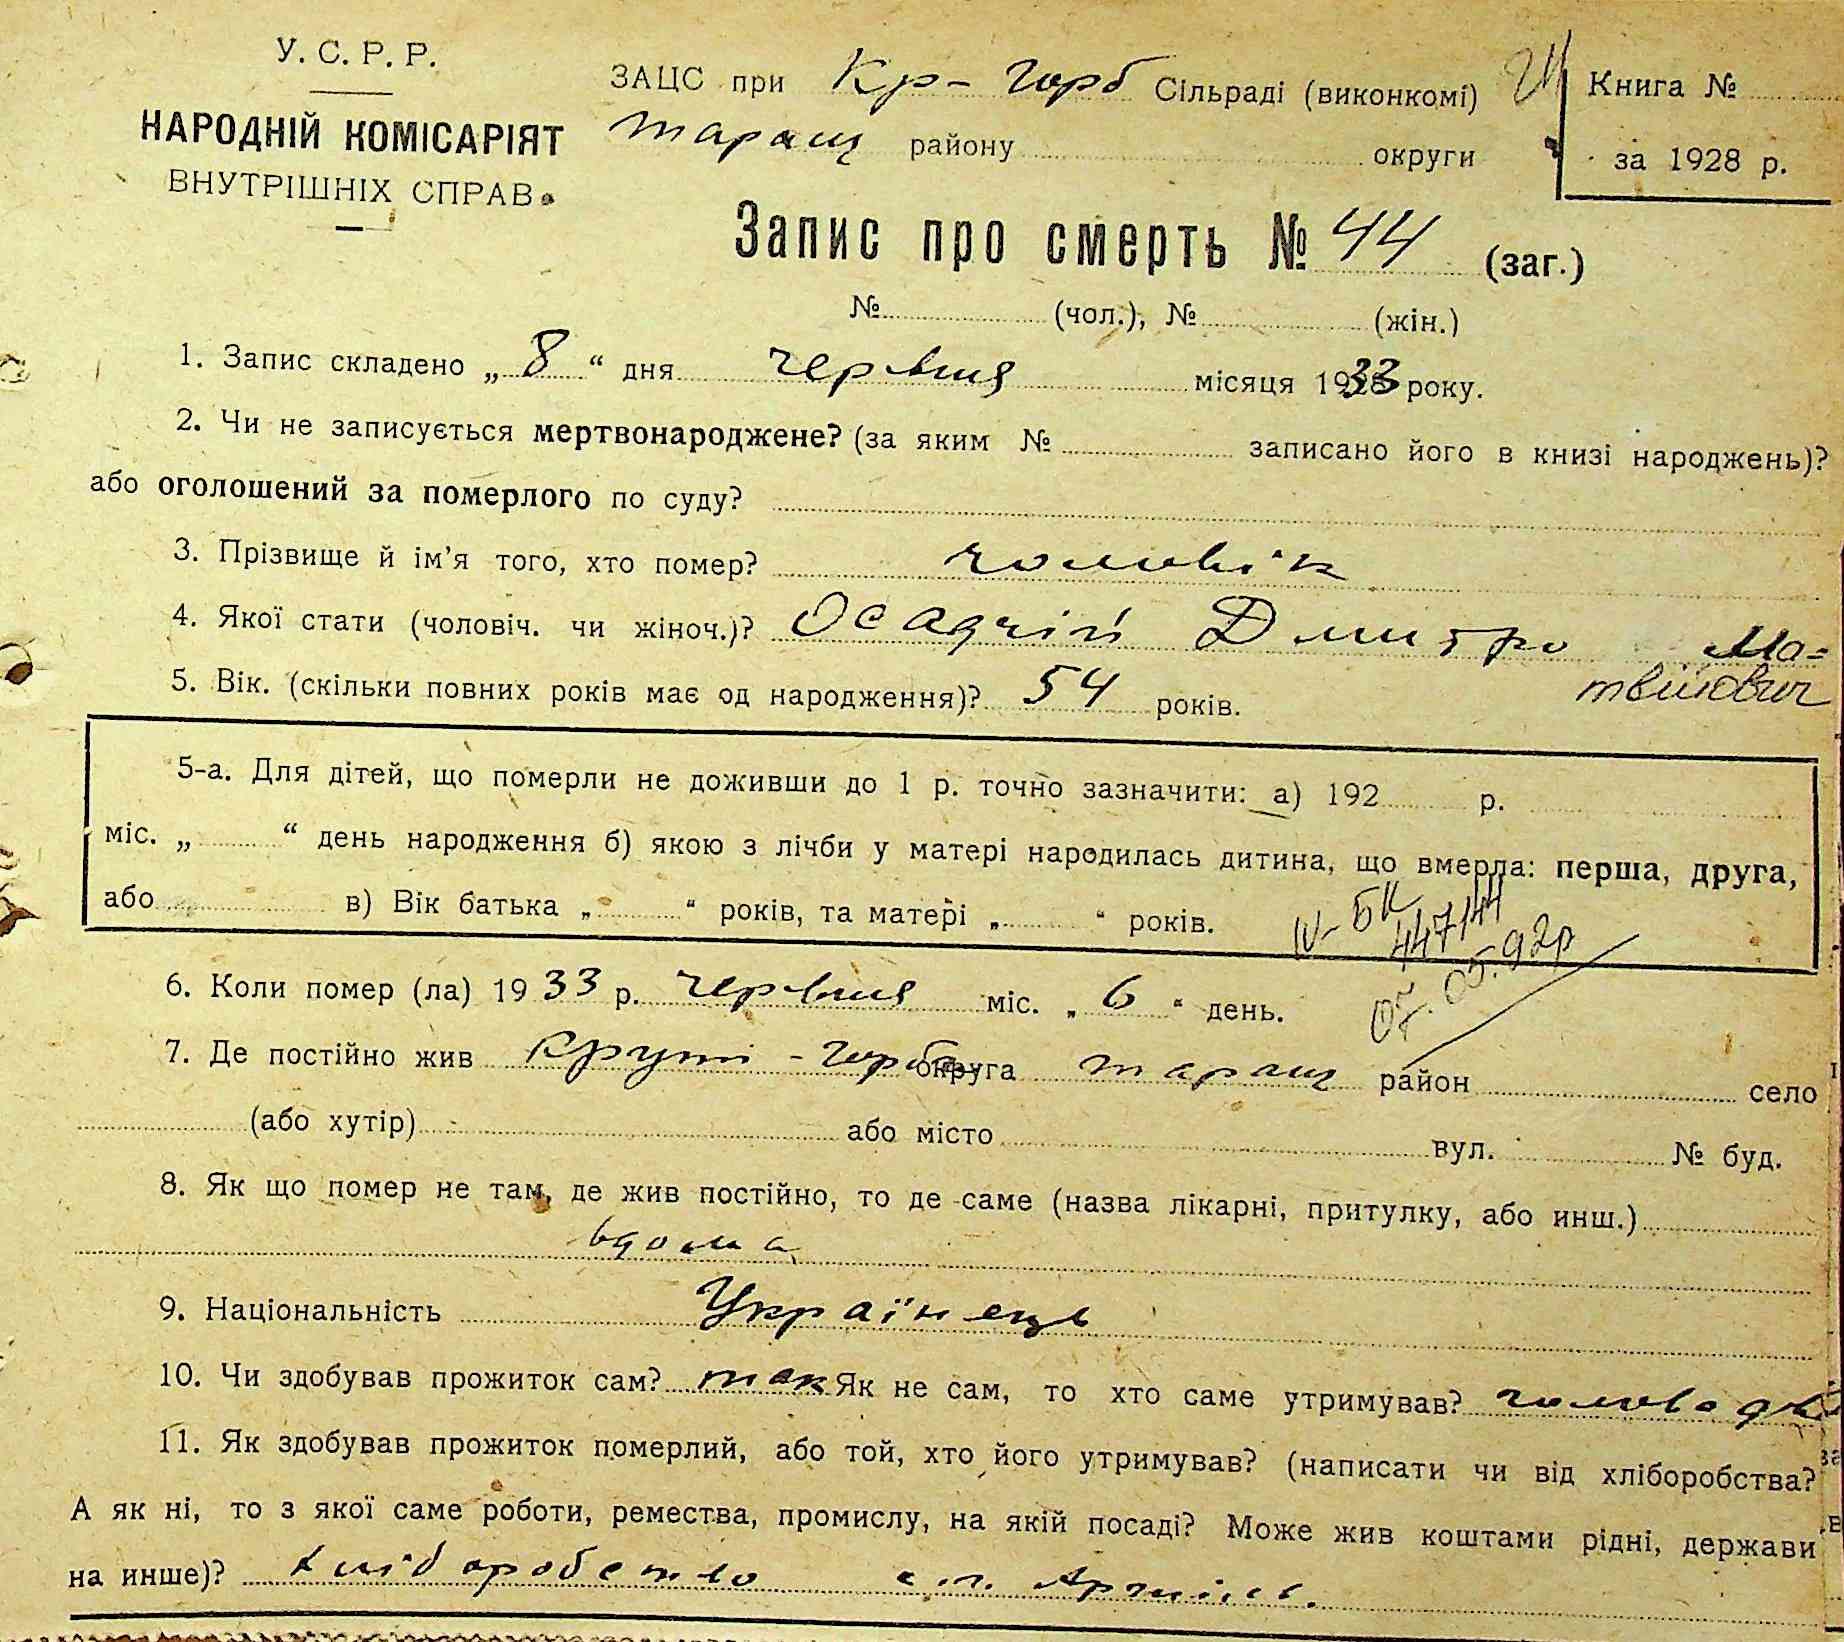 У. С. Р. Р.
НАРОДНІЙ КОМІСАРІЯТ
ВНУТРІШНІХ СПРАВ.
ЗАЦС при Кр-Горб Сільраді (виконкомі)
Таращ району округи
Книга №
за 1928 р.
Запис про смерть № 44 (заг.)
№ (чол.), № (жін.)
1. Запис складено „ 8 “ дня червня місяця 1933 року.
2. Чи не записується мертвонароджене? (за яким № записано його в книзі народжень)?
або оголошений за померлого по суду?
3. Прізвище й ім'я того, хто помер? чоловік
4. Якої стати (чоловіч. чи жіноч.)? Осадчій Дмитро Ма=
твійович
5. Вік. (скільки повних років має од народження)? 54 років.
5-а. Для дітей, що померли не доживши до 1 р. точно зазначити: а) 192 р.
міс. „ “ день народження б) якою з лічби у матері народилась дитина, що вмерла: перша, друга,
або в) Вік батька „ “ років, та матері „ “ років.
IV-БК
447144
07.05.92р
6. Коли помер (ла) 1933 р. червня міс. „ 6 “ день.
7. Де постійно жив Круті-Горби округа Таращ район село
(або хутір) або місто вул. № буд.
8. Як що помер не там, де жив постійно, то де саме (назва лікарні, притулку, або инш.)
вдома
9. Національність Українець
10. Чи здобував прожиток сам? так Як не сам, то хто саме утримував?
11. Як здобував прожиток померлий, або той, хто його утримував? (написати чи від хліборобства?
А як ні, то з якої саме роботи, ремества, промислу, на якій посаді? Може жив коштами рідні, держави
на инше)? хліборобство